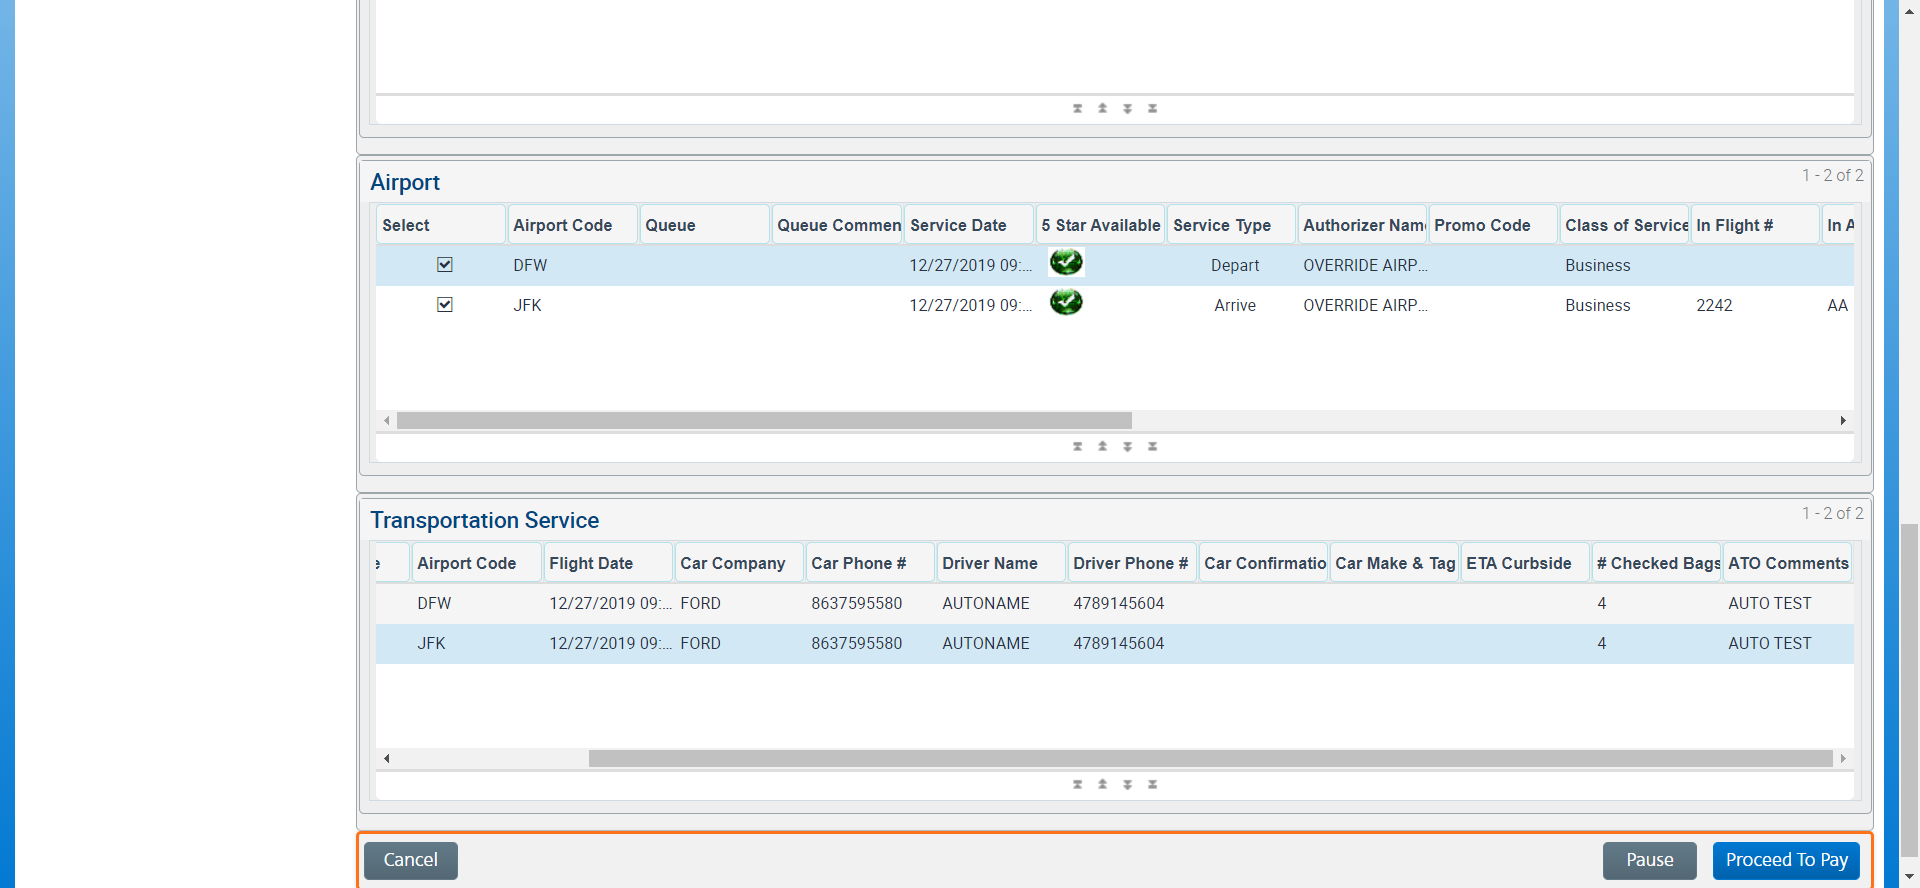 Airport
1 - 2 of 2
Select Airport Code Queue Queue Commen Service Date 5 Star Available Service Type Authorizer Nam Promo Code Class of Service In Flight # In A
DFW 12/27/2019 09:... Depart OVERRIDE AIRP... Business
JFK 12/27/2019 09:... Arrive OVERRIDE AIRP... Business 2242 AA
Transportation Service
1 - 2 of 2
e Airport Code Flight Date Car Company Car Phone # Driver Name Driver Phone # Car Confirmatio Car Make & Tag ETA Curbside # Checked Bags ATO Comments
DFW 12/27/2019 09:... FORD 8637595580 AUTONAME 4789145604 4 AUTO TEST
JFK 12/27/2019 09:... FORD 8637595580 AUTONAME 4789145604 4 AUTO TEST
Cancel Pause Proceed To Pay